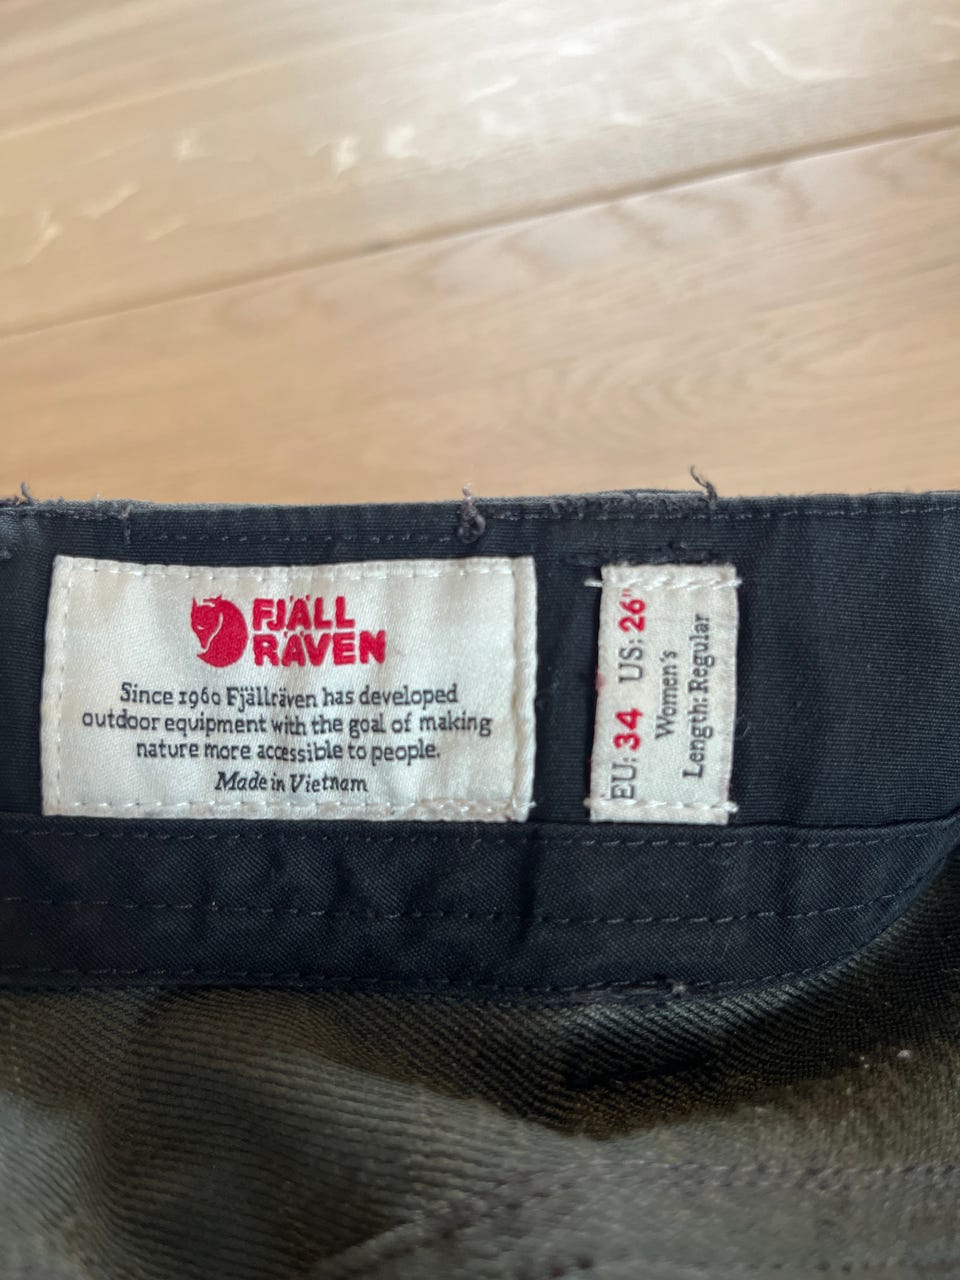 FJÄLL
RÄVEN
Since 1960 Fjällräven has developed
outdoor equipment with the goal of making
nature more accessible to people.
Made in Vietnam
EU: 34 US: 26"
Women's
Length: Regular